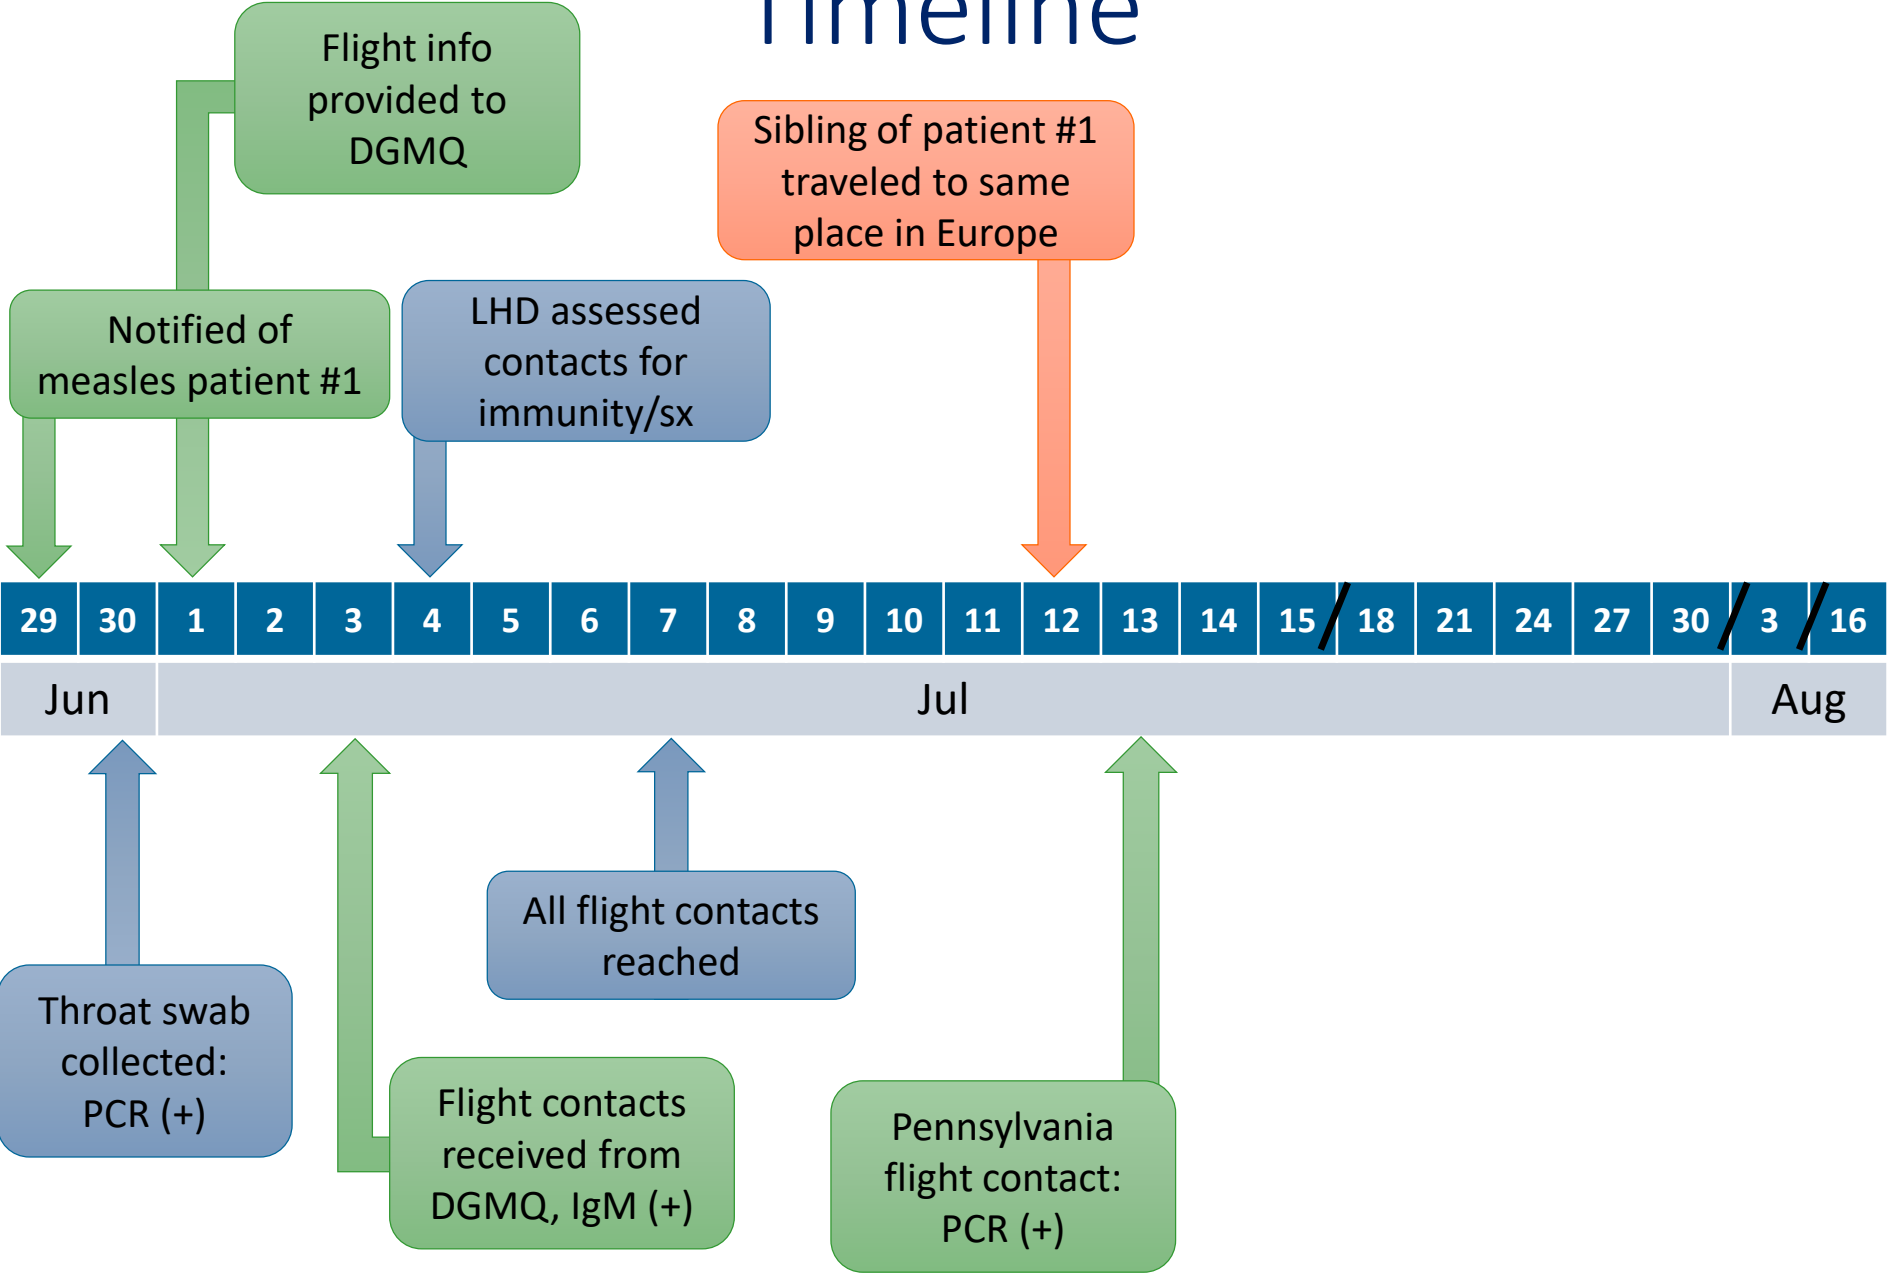 Timeline
Flight info
provided to
DGMQ
Sibling of patient #1
traveled to same
place in Europe
Notified of
measles patient #1
LHD assessed
contacts for
immunity/sx
29 30 1 2 3 4 5 6 7 8 9 10 11 12 13 14 15 18 21 24 27 30 3 16
Jun Jul Aug
All flight contacts
reached
Throat swab
collected:
PCR (+)
Flight contacts
received from
DGMQ, IgM (+)
Pennsylvania
flight contact:
PCR (+)